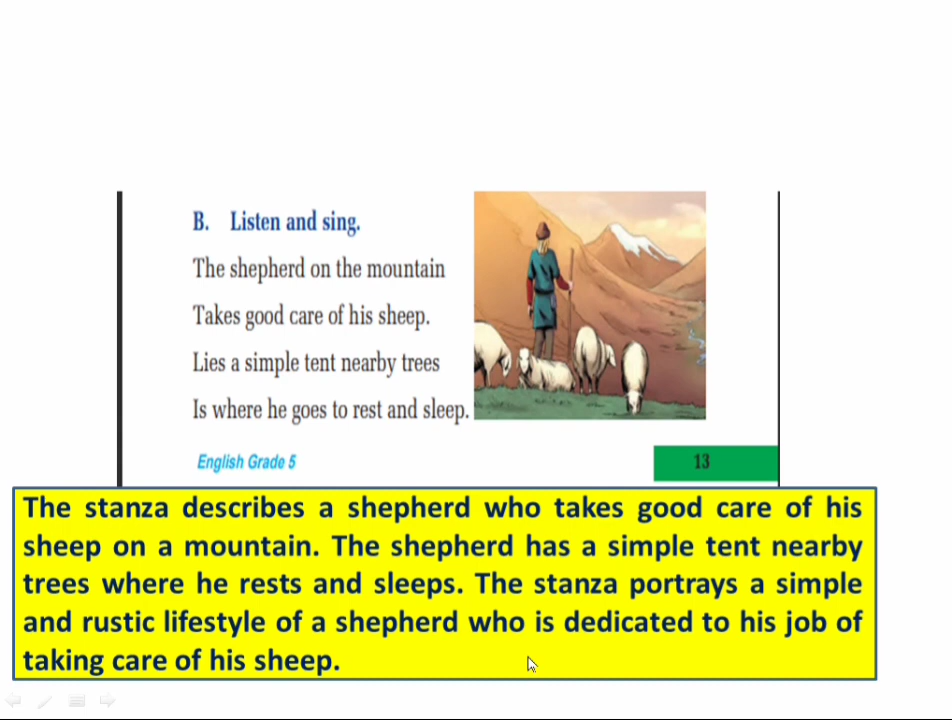 B. Listen and sing.
The shepherd on the mountain
Takes good care of his sheep.
Lies a simple tent nearby trees
Is where he goes to rest and sleep.
English Grade 5
13
The stanza describes a shepherd who takes good care of his
sheep on a mountain. The shepherd has a simple tent nearby
trees where he rests and sleeps. The stanza portrays a simple
and rustic lifestyle of a shepherd who is dedicated to his job of
taking care of his sheep.